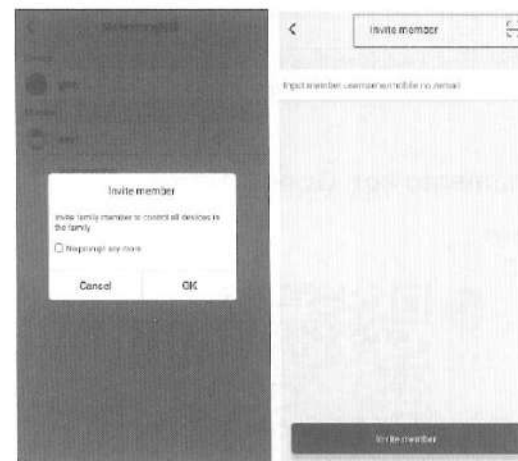 Invite member
Invite family member to control all devices in
the family
No prompt any more
Cancel
OK
Invite member
Input member username/mobile no./email
Invite member